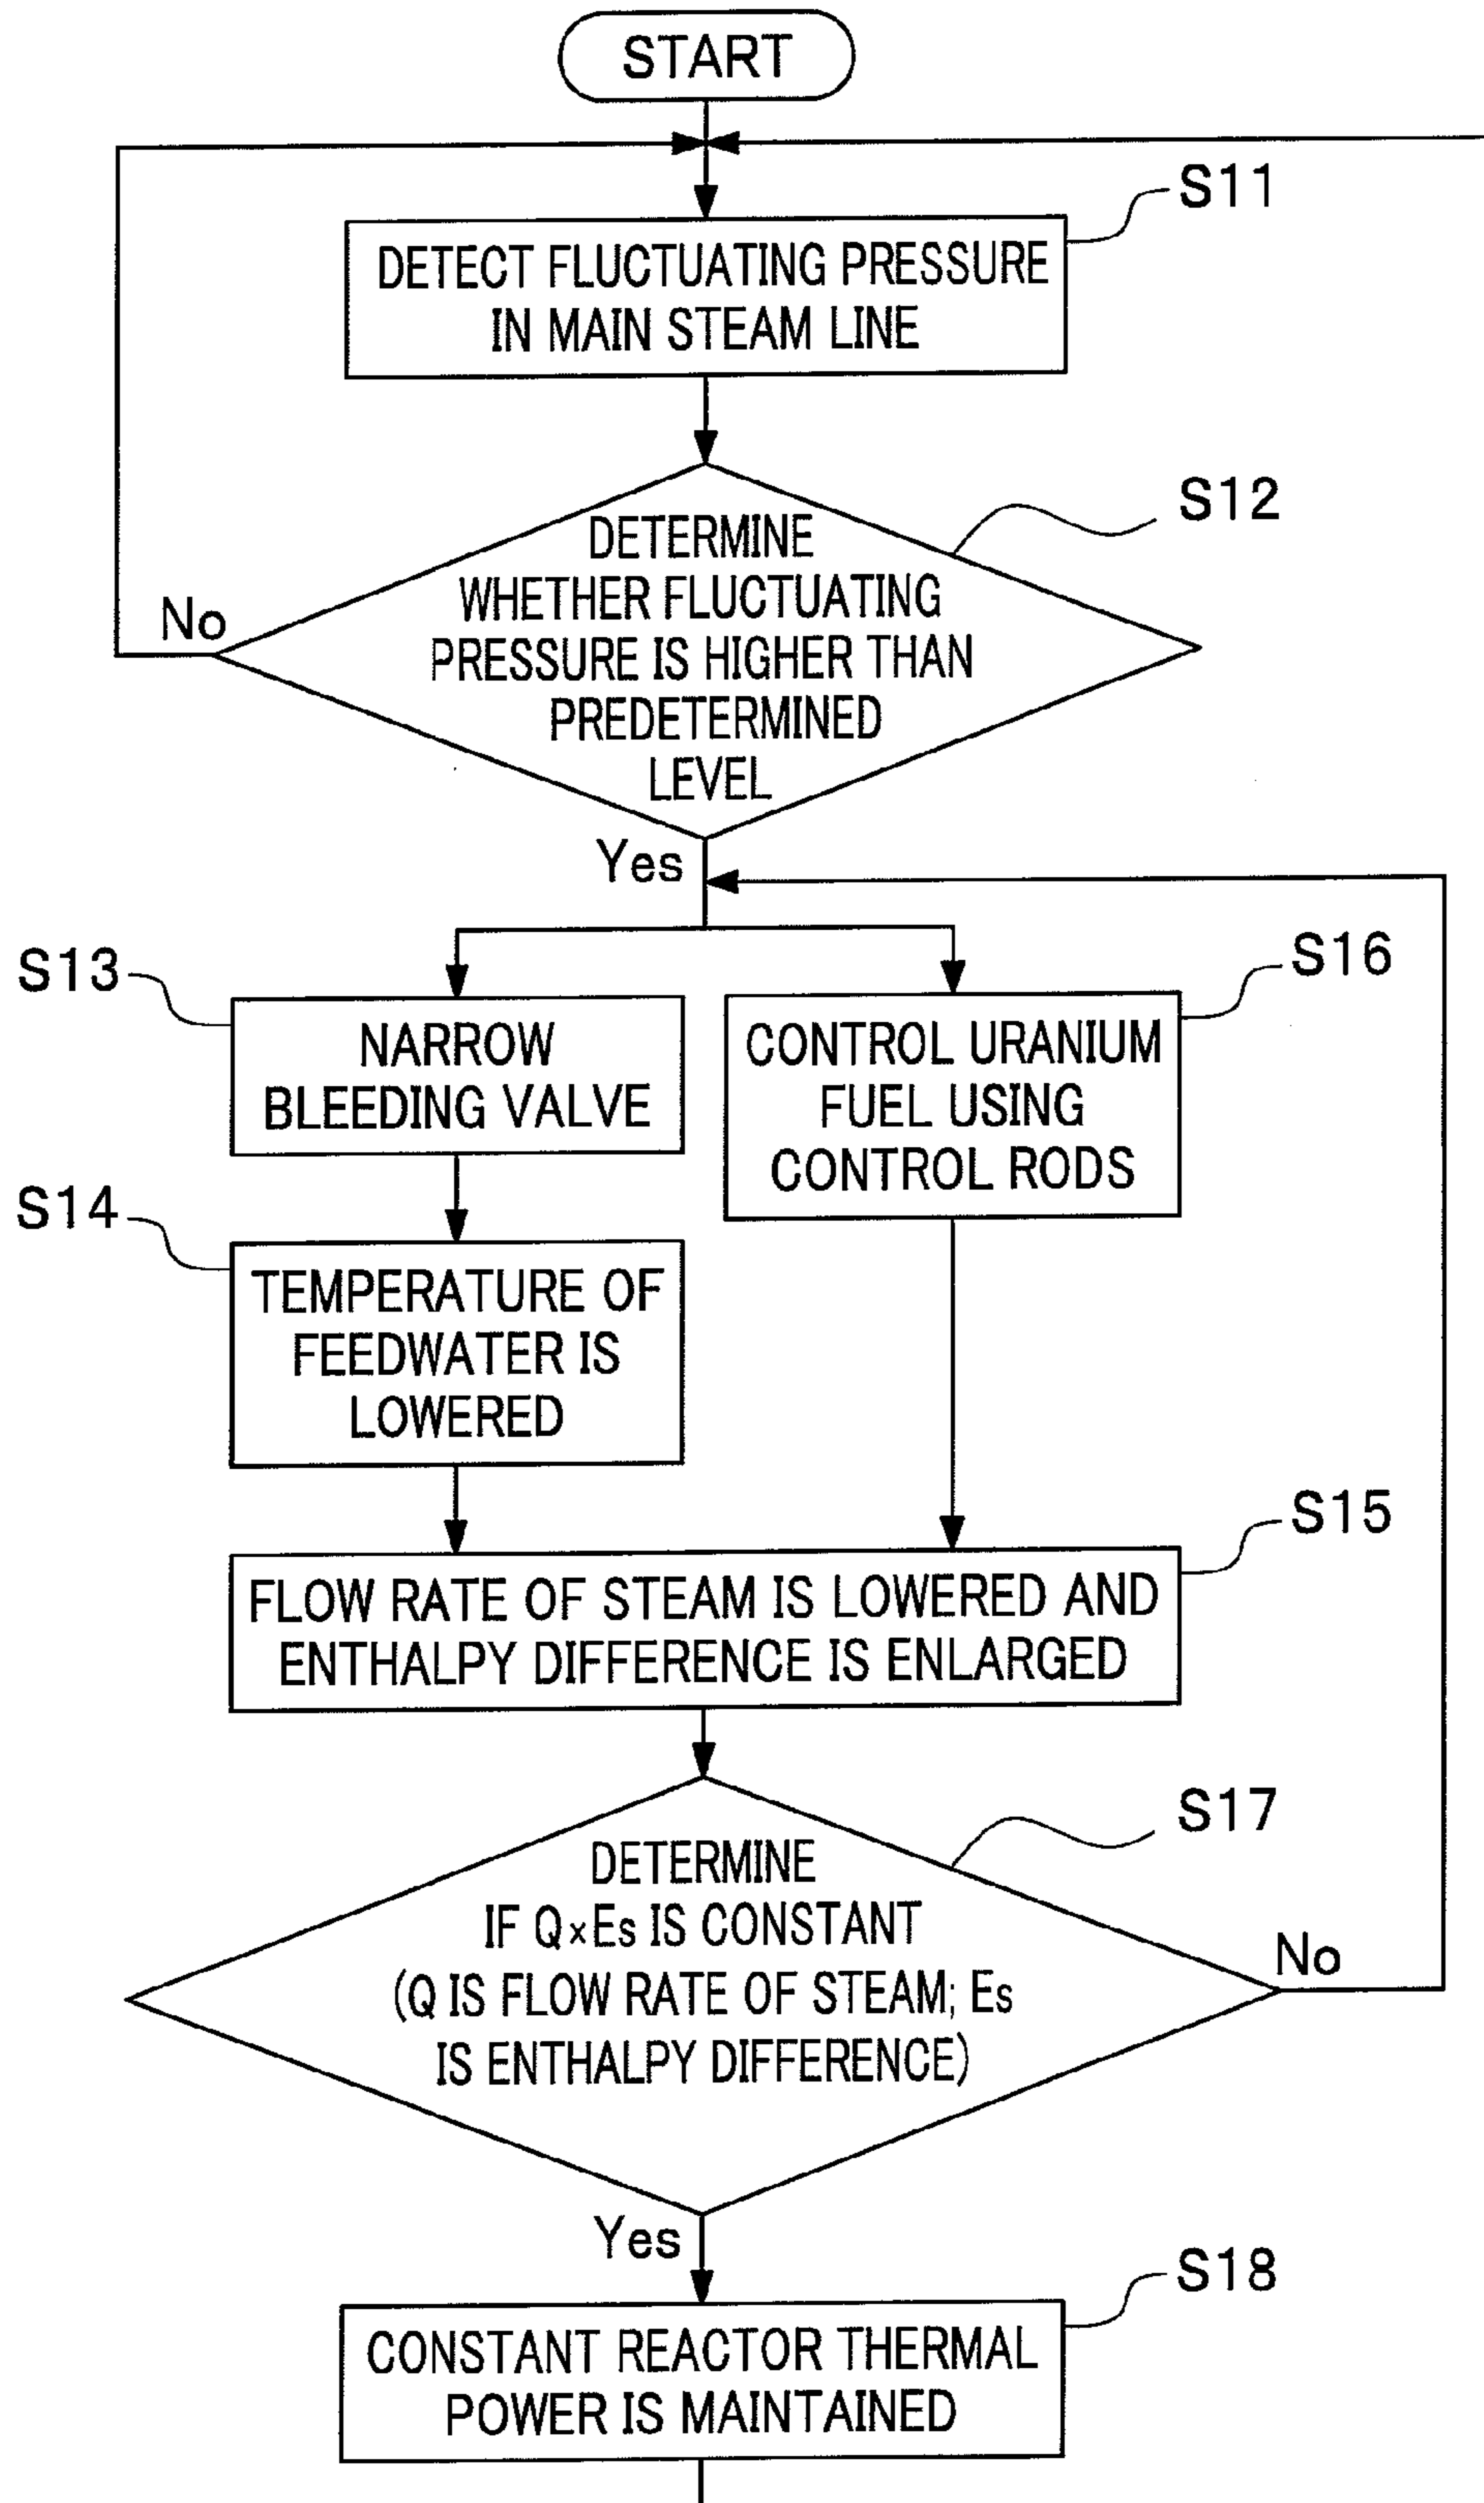 START
S11
DETECT FLUCTUATING PRESSURE
IN MAIN STEAM LINE
S12
DETERMINE
WHETHER FLUCTUATING
PRESSURE IS HIGHER THAN
PREDETERMINED
LEVEL
No
Yes
S13
NARROW
BLEEDING VALVE
S16
CONTROL URANIUM
FUEL USING
CONTROL RODS
S14
TEMPERATURE OF
FEEDWATER IS
LOWERED
S15
FLOW RATE OF STEAM IS LOWERED AND
ENTHALPY DIFFERENCE IS ENLARGED
S17
DETERMINE
IF Q×Es IS CONSTANT
(Q IS FLOW RATE OF STEAM; Es
IS ENTHALPY DIFFERENCE)
No
Yes
S18
CONSTANT REACTOR THERMAL
POWER IS MAINTAINED